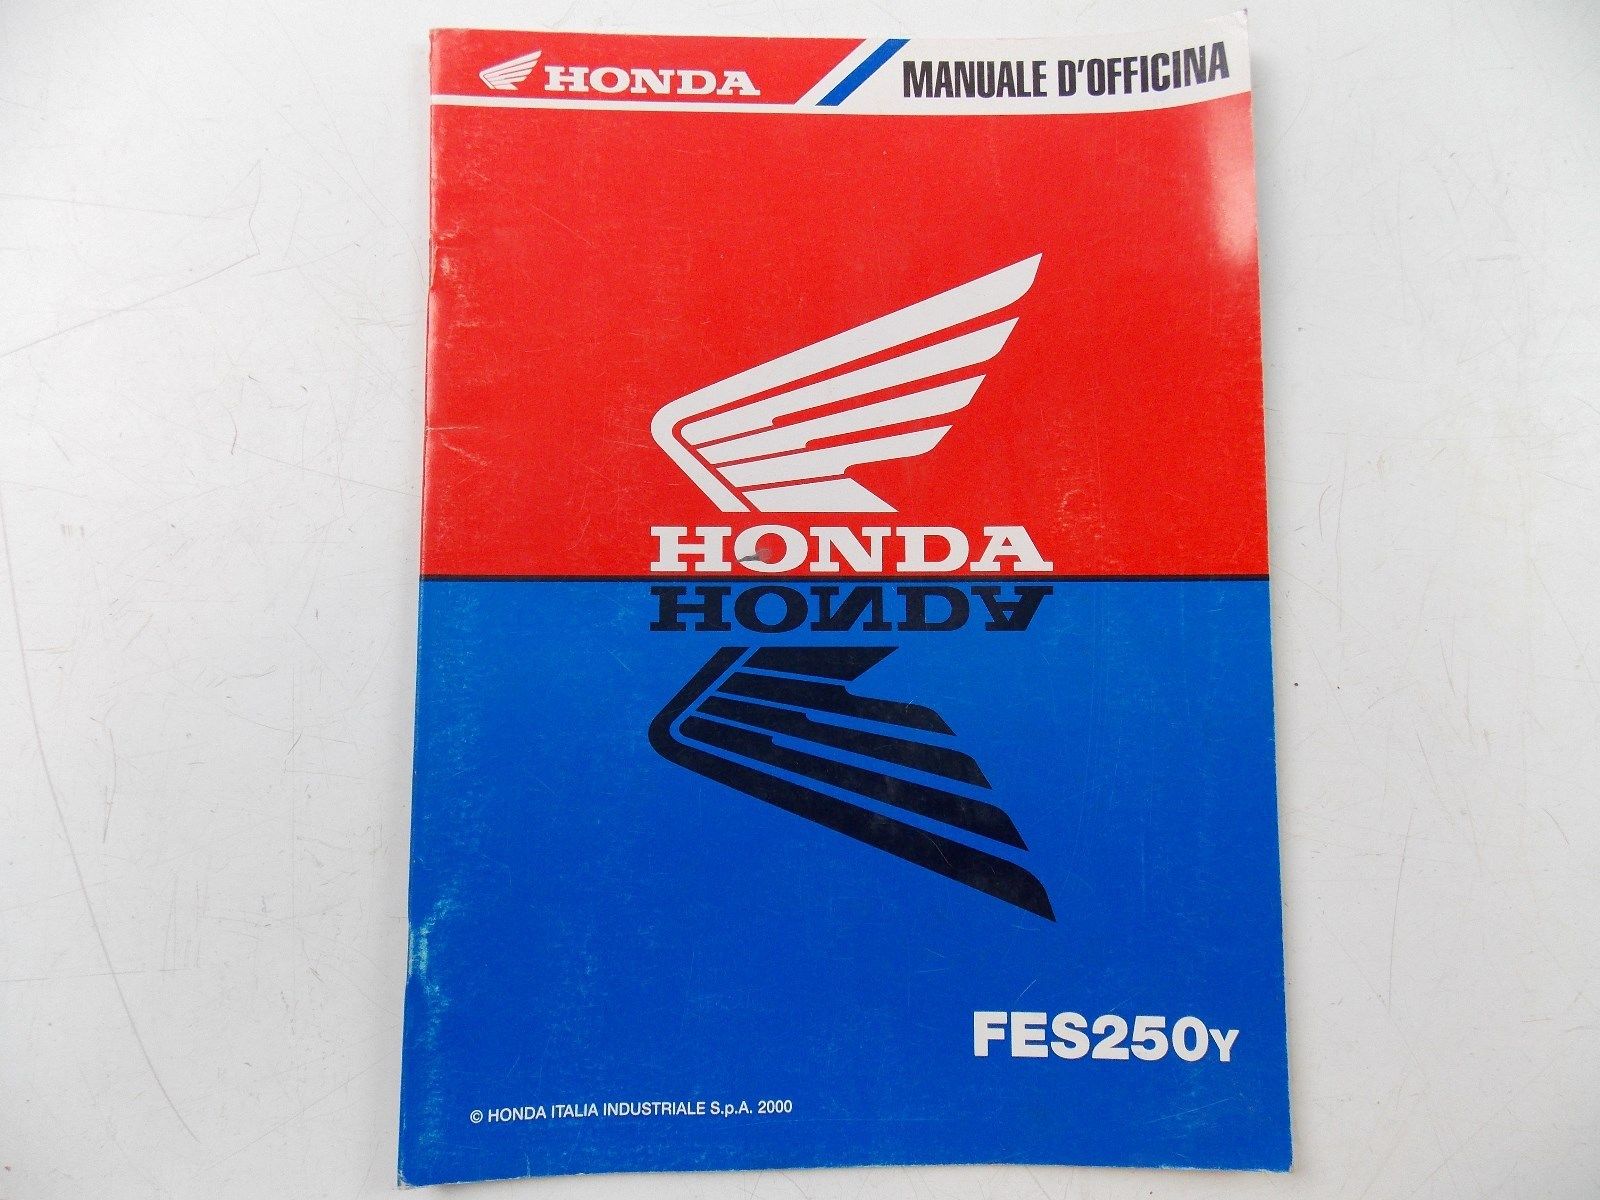 HONDA MANUALE D'OFFICINA
HONDA
HONDA
FES250Y
© HONDA ITALIA INDUSTRIALE S.p.A. 2000